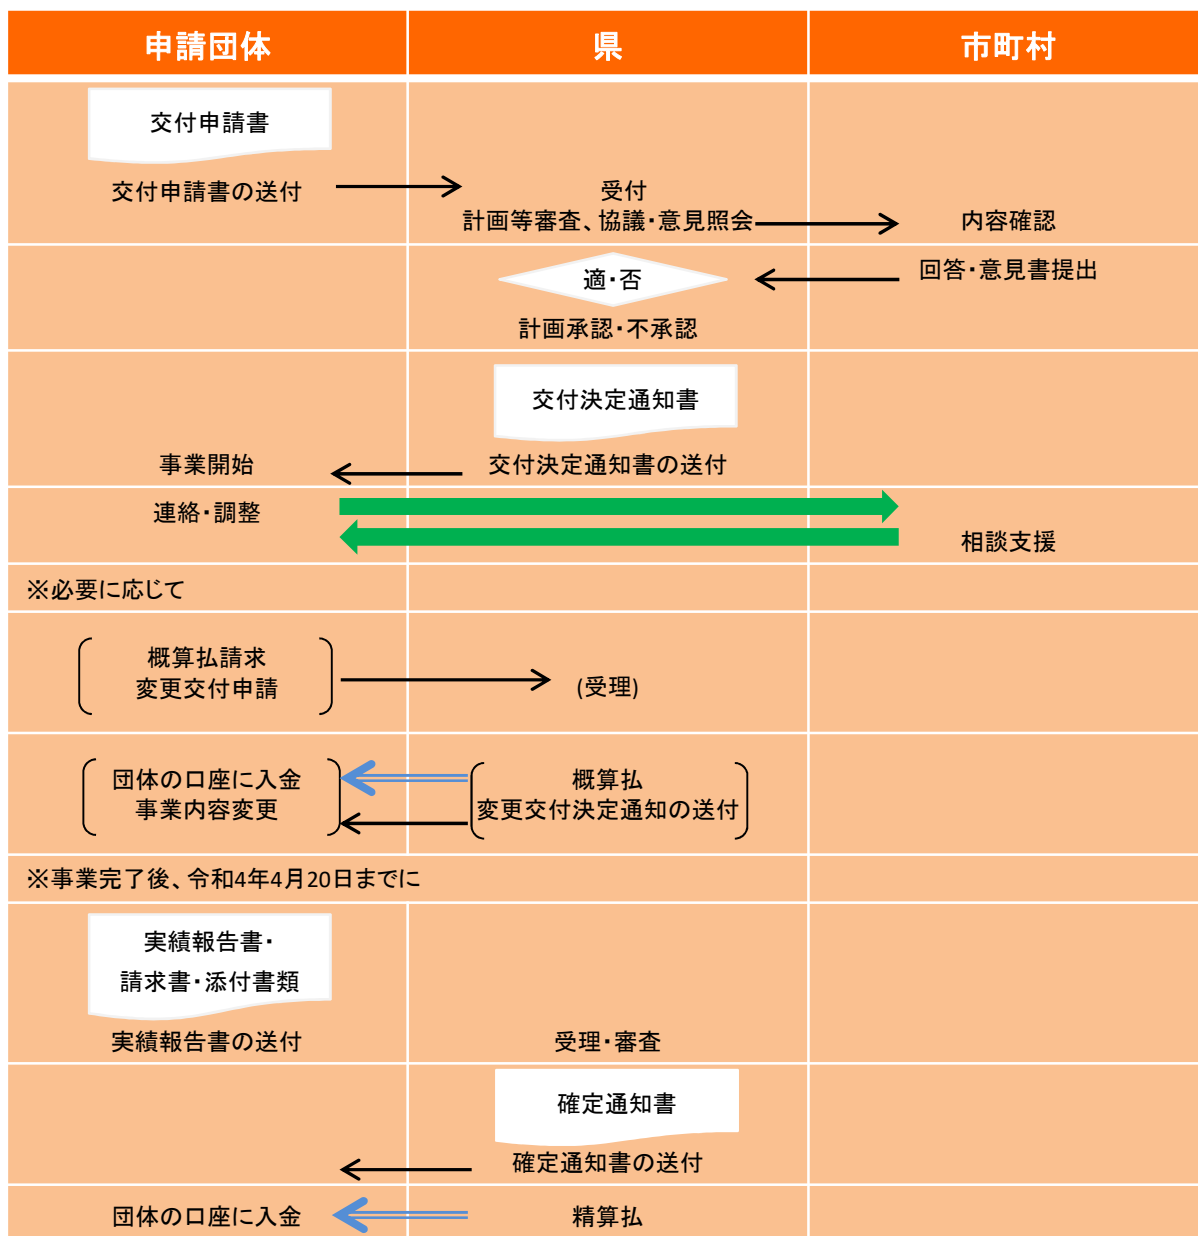 申請団体
県
市町村
交付申請書
交付申請書の送付
受付
計画等審査、協議・意見照会
内容確認
回答・意見書提出
適・否
計画承認・不承認
交付決定通知書
事業開始
交付決定通知書の送付
連絡・調整
相談支援
※必要に応じて
概算払請求
変更交付申請
(受理)
団体の口座に入金
事業内容変更
概算払
変更交付決定通知の送付
※事業完了後、令和4年4月20日までに
実績報告書・
請求書・添付書類
実績報告書の送付
受理・審査
確定通知書
確定通知書の送付
団体の口座に入金
精算払